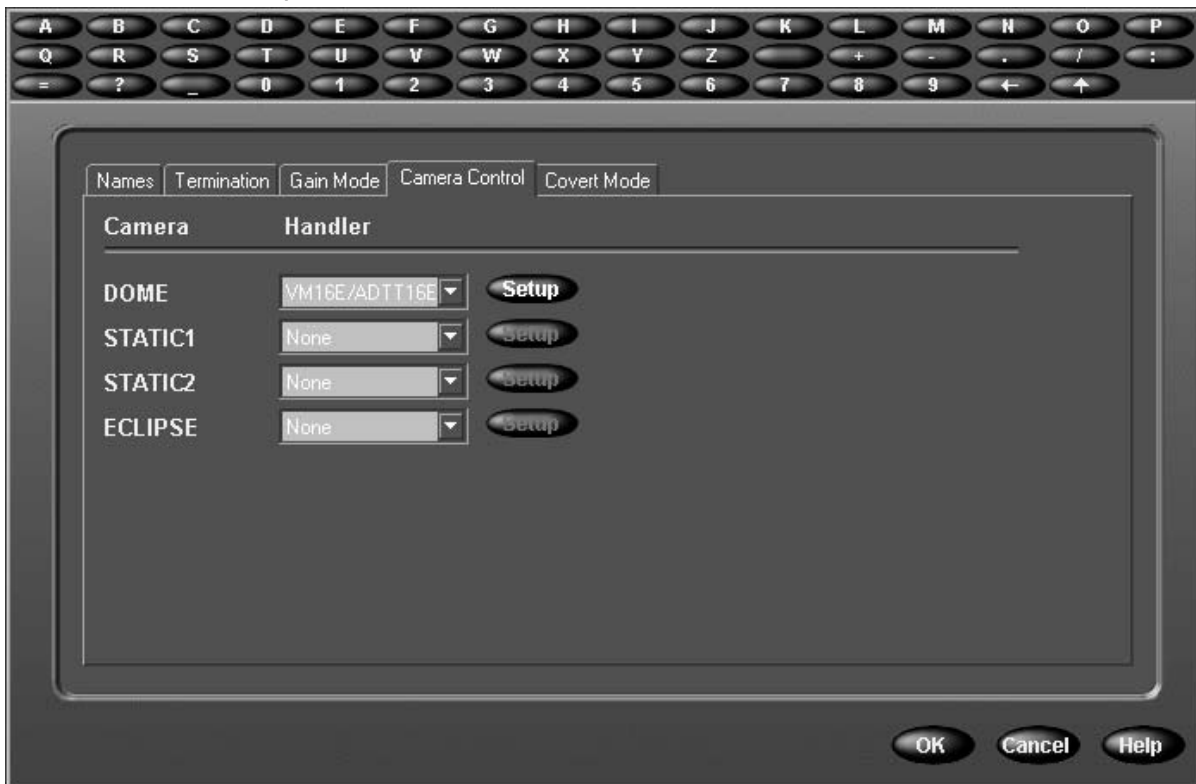 A B C D E F G H I J K L M N O P
Q R S T U V W X Y Z + - . / :
= ? _ 0 1 2 3 4 5 6 7 8 9 ← ↑
Names Termination Gain Mode Camera Control Covert Mode
Camera Handler
DOME VM16E/ADTT16E Setup
STATIC1 None Setup
STATIC2 None Setup
ECLIPSE None Setup
OK Cancel Help